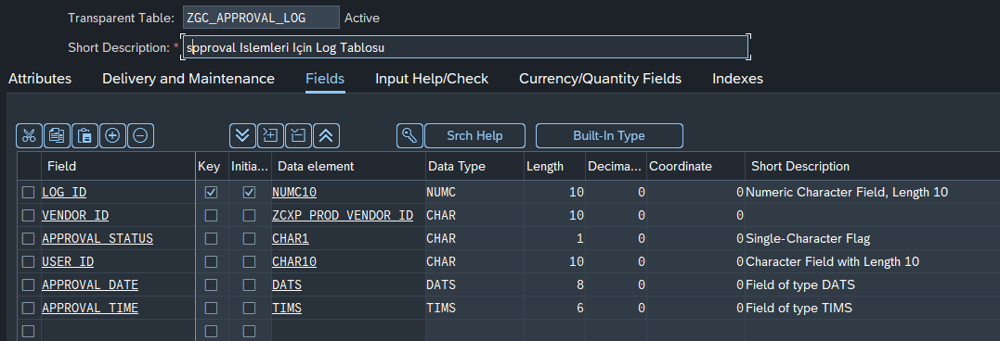 Transparent Table: ZGC_APPROVAL_LOG Active
Short Description: * spproval Islemleri Için Log Tablosu
Attributes Delivery and Maintenance Fields Input Help/Check Currency/Quantity Fields Indexes
Srch Help Built-In Type
Field Key Initia... Data element Data Type Length Decima... Coordinate Short Description
LOG_ID NUMC10 NUMC 10 0 0 Numeric Character Field, Length 10
VENDOR_ID ZCXP_PROD_VENDOR_ID CHAR 10 0 0
APPROVAL_STATUS CHAR1 CHAR 1 0 0 Single-Character Flag
USER_ID CHAR10 CHAR 10 0 0 Character Field with Length 10
APPROVAL_DATE DATS DATS 8 0 0 Field of type DATS
APPROVAL_TIME TIMS TIMS 6 0 0 Field of type TIMS